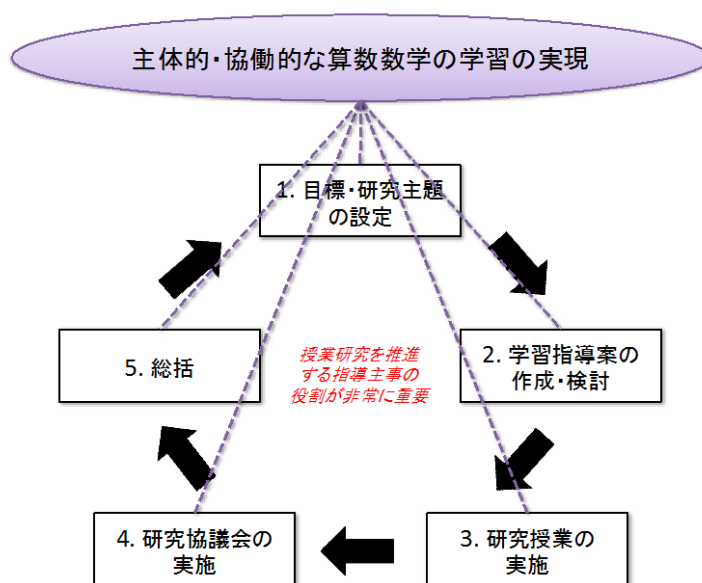 主体的・協働的な算数数学の学習の実現
1. 目標・研究主題
の設定
2. 学習指導案の
作成・検討
3. 研究授業の
実施
4. 研究協議会の
実施
5. 総括
授業研究を推進
する指導主事の
役割が非常に重要